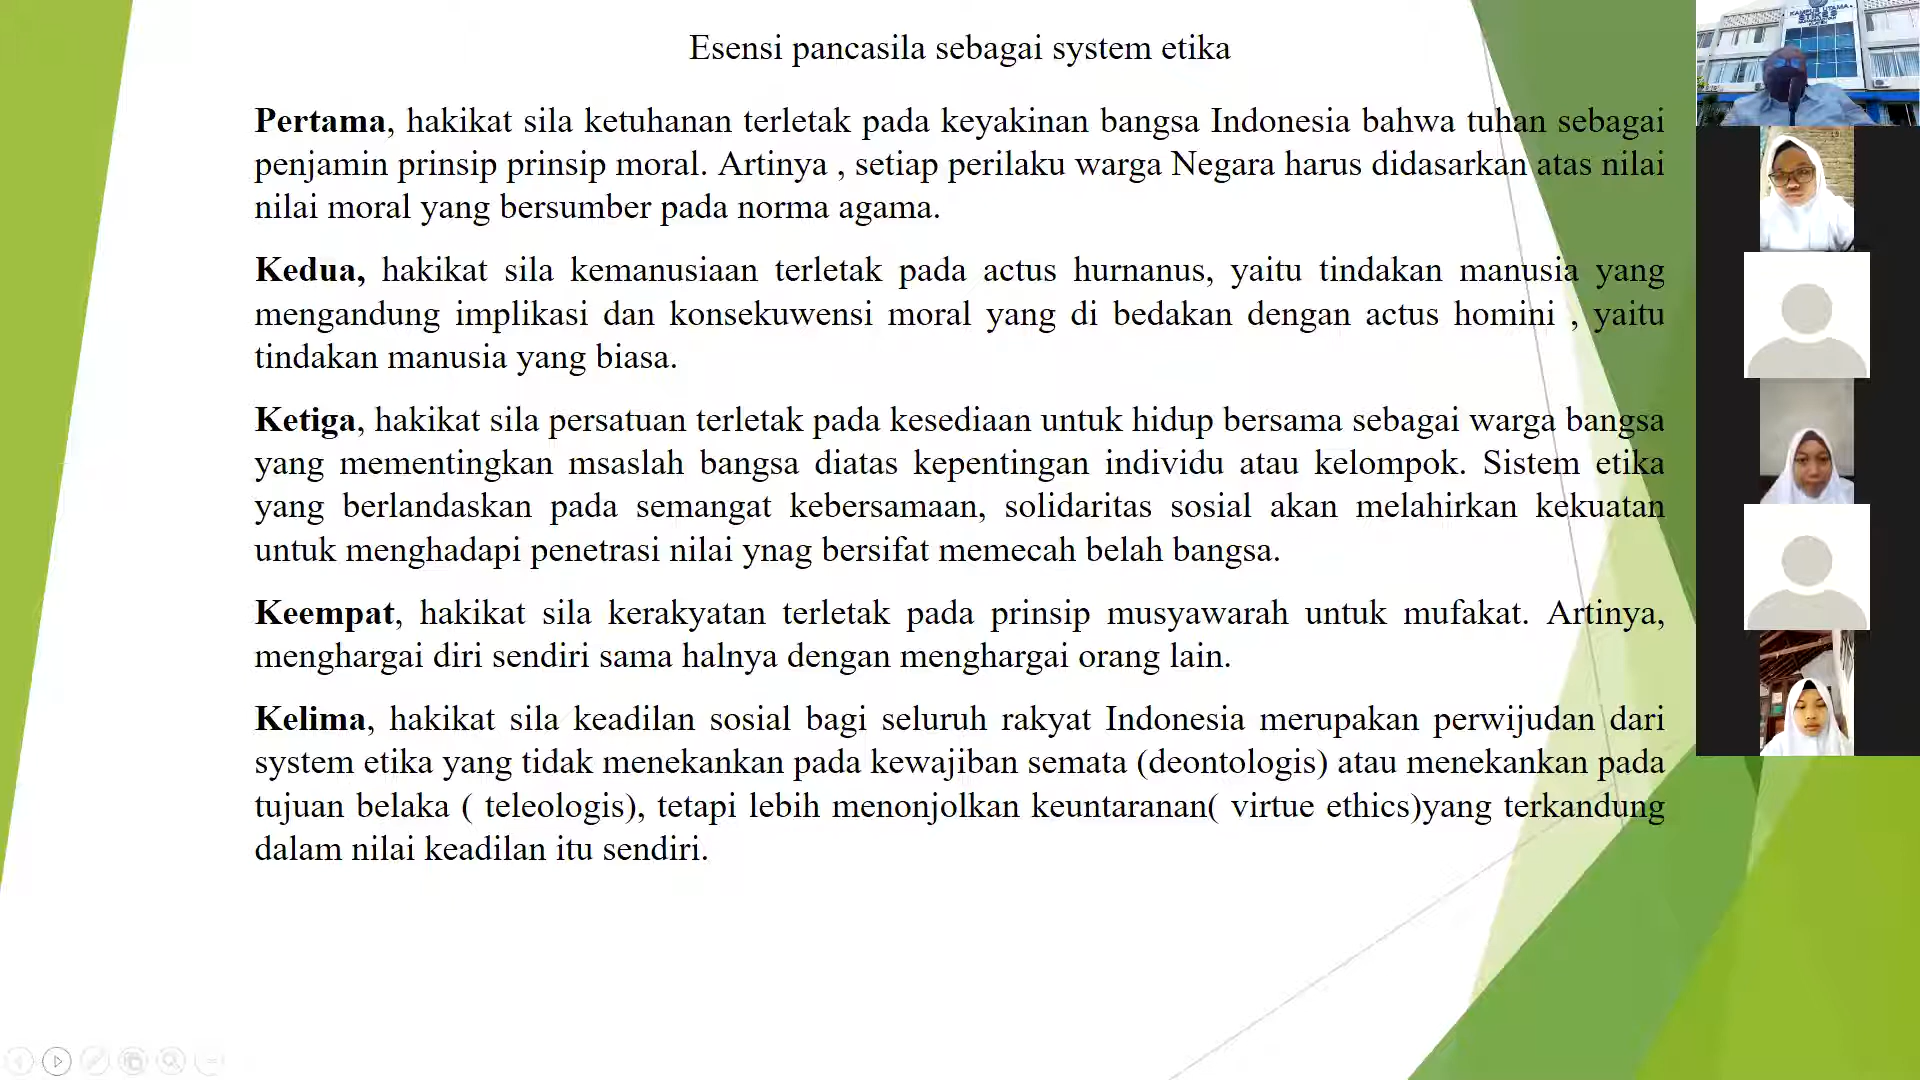 Esensi pancasila sebagai system etika
Pertama, hakikat sila ketuhanan terletak pada keyakinan bangsa Indonesia bahwa tuhan sebagai
penjamin prinsip prinsip moral. Artinya , setiap perilaku warga Negara harus didasarkan atas nilai
nilai moral yang bersumber pada norma agama.
Kedua, hakikat sila kemanusiaan terletak pada actus hurnanus, yaitu tindakan manusia yang
mengandung implikasi dan konsekuwensi moral yang di bedakan dengan actus homini , yaitu
tindakan manusia yang biasa.
Ketiga, hakikat sila persatuan terletak pada kesediaan untuk hidup bersama sebagai warga bangsa
yang mementingkan msaslah bangsa diatas kepentingan individu atau kelompok. Sistem etika
yang berlandaskan pada semangat kebersamaan, solidaritas sosial akan melahirkan kekuatan
untuk menghadapi penetrasi nilai ynag bersifat memecah belah bangsa.
Keempat, hakikat sila kerakyatan terletak pada prinsip musyawarah untuk mufakat. Artinya,
menghargai diri sendiri sama halnya dengan menghargai orang lain.
Kelima, hakikat sila keadilan sosial bagi seluruh rakyat Indonesia merupakan perwijudan dari
system etika yang tidak menekankan pada kewajiban semata (deontologis) atau menekankan pada
tujuan belaka ( teleologis), tetapi lebih menonjolkan keuntaranan( virtue ethics)yang terkandung
dalam nilai keadilan itu sendiri.
KAMPUS UTAMA
STIKES